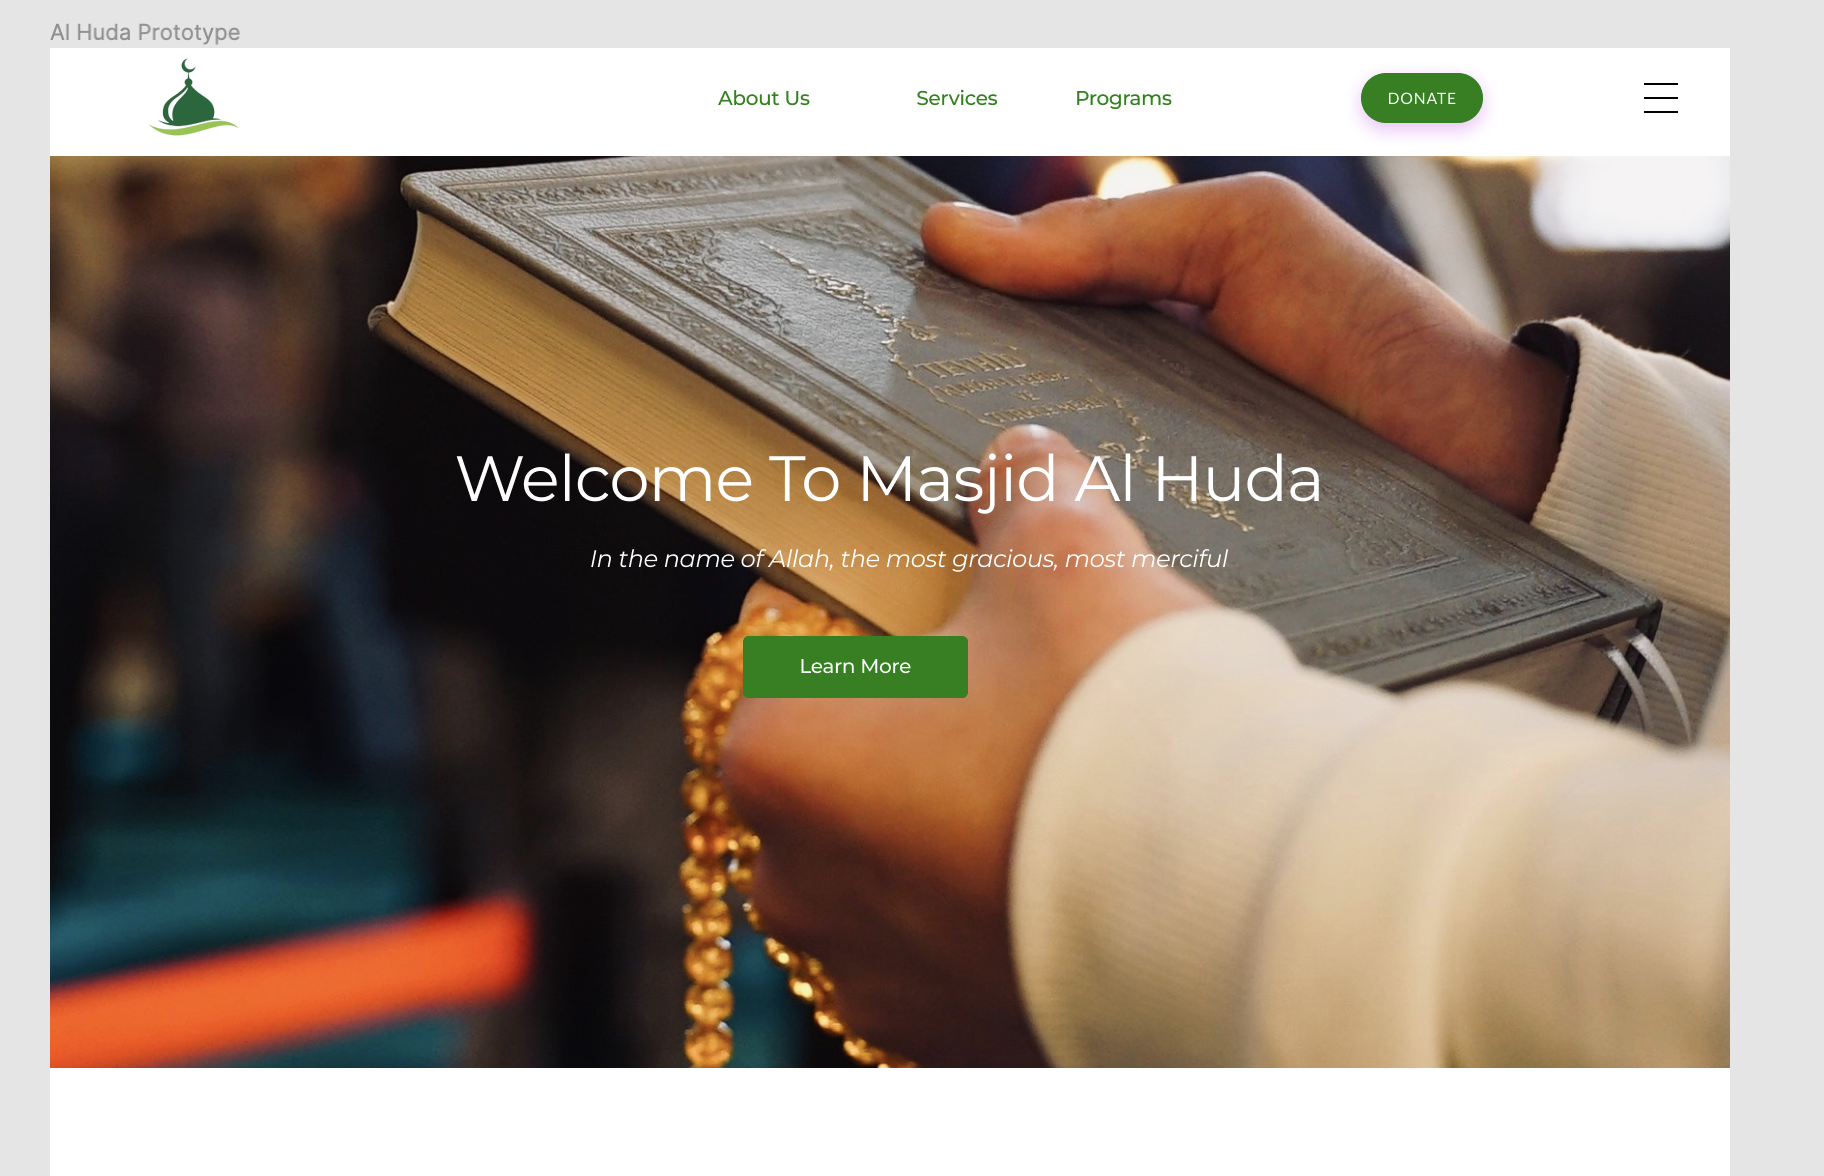 Al Huda Prototype
About Us Services Programs DONATE
TEVHID
Welcome To Masjid Al Huda
In the name of Allah, the most gracious, most merciful
Learn More